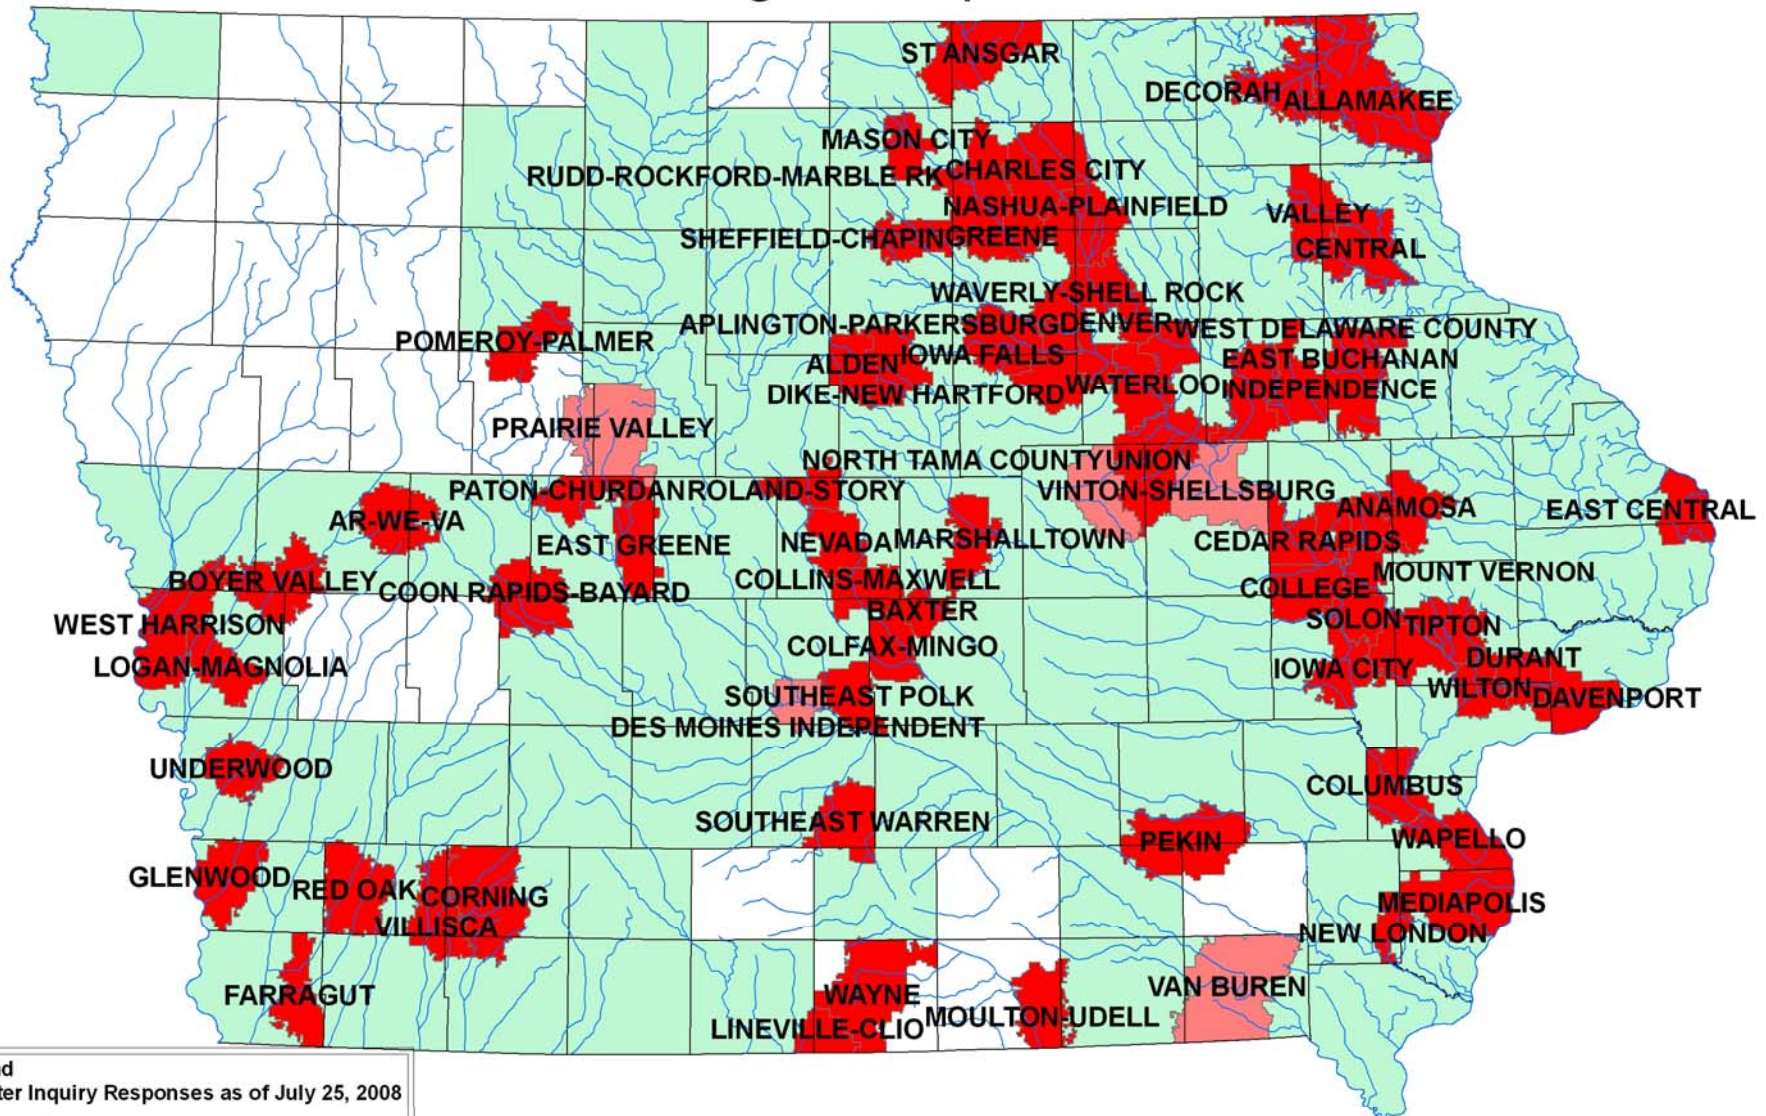 ST ANSGAR
DECORAH
ALLAMAKEE
MASON CITY
RUDD-ROCKFORD-MARBLE RK
CHARLES CITY
NASHUA-PLAINFIELD
VALLEY
SHEFFIELD-CHAPIN
GREENE
CENTRAL
WAVERLY-SHELL ROCK
APLINGTON-PARKERSBURG
DENVER
WEST DELAWARE COUNTY
POMEROY-PALMER
ALDEN
IOWA FALLS
EAST BUCHANAN
DIKE-NEW HARTFORD
WATERLOO
INDEPENDENCE
PRAIRIE VALLEY
NORTH TAMA COUNTY
UNION
PATON-CHURDAN
ROLAND-STORY
VINTON-SHELLSBURG
ANAMOSA
EAST CENTRAL
AR-WE-VA
EAST GREENE
NEVADA
MARSHALLTOWN
CEDAR RAPIDS
BOYER VALLEY
COON RAPIDS-BAYARD
COLLINS-MAXWELL
COLLEGE
MOUNT VERNON
BAXTER
WEST HARRISON
SOLON
TIPTON
COLFAX-MINGO
LOGAN-MAGNOLIA
IOWA CITY
DURANT
SOUTHEAST POLK
WILTON
DAVENPORT
DES MOINES INDEPENDENT
UNDERWOOD
COLUMBUS
SOUTHEAST WARREN
PEKIN
WAPELLO
GLENWOOD
RED OAK
CORNING
VILLISCA
MEDIAPOLIS
NEW LONDON
FARRAGUT
WAYNE
VAN BUREN
LINEVILLE-CLIO
MOULTON-UDELL
Inquiry Responses as of July 25, 2008